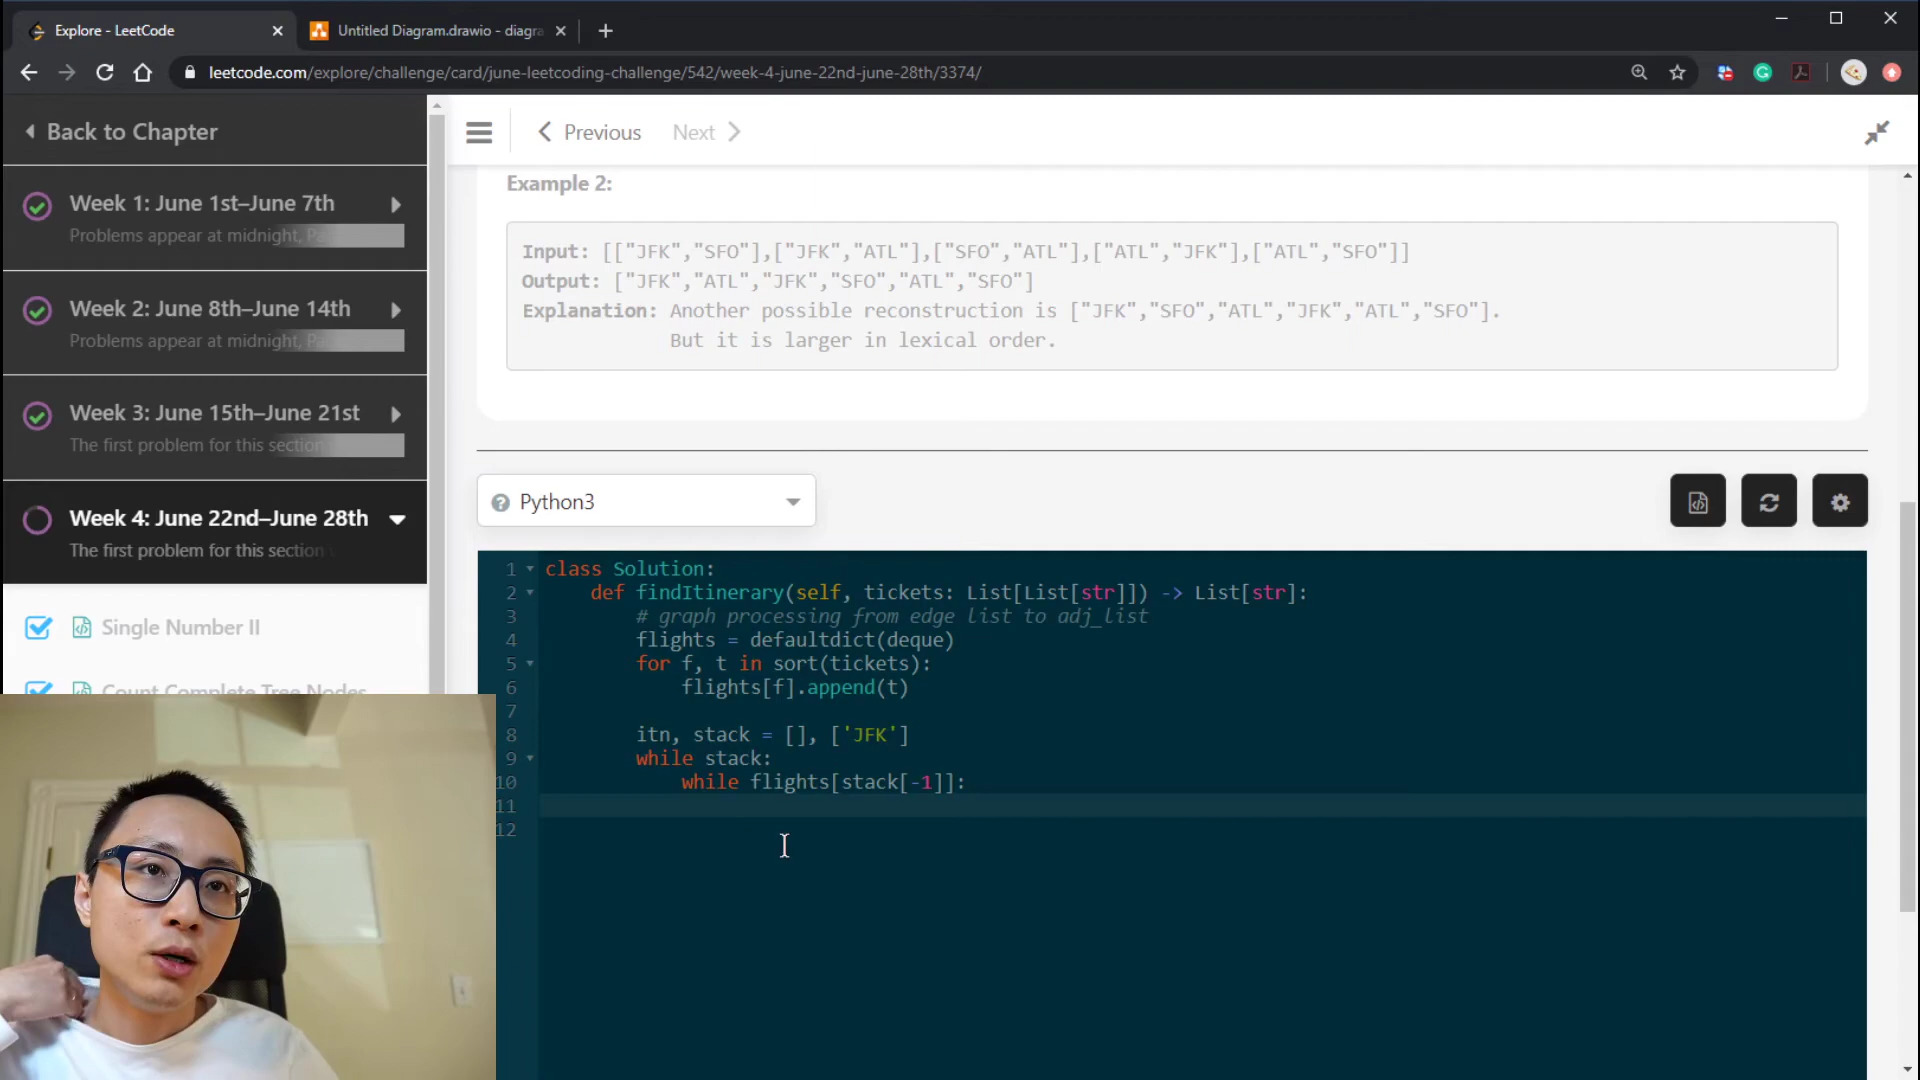 Explore - LeetCode
Untitled Diagram.drawio - diagra
leetcode.com/explore/challenge/card/june-leetcoding-challenge/542/week-4-june-22nd-june-28th/3374/
Back to Chapter
Previous
Next
Week 1: June 1st–June 7th
Problems appear at midnight,
Week 2: June 8th–June 14th
Problems appear at midnight,
Week 3: June 15th–June 21st
The first problem for this section
Week 4: June 22nd–June 28th
The first problem for this section
Single Number II
Count Complete Tree Nodes
Example 2:
Input: [["JFK","SFO"],["JFK","ATL"],["SFO","ATL"],["ATL","JFK"],["ATL","SFO"]]
Output: ["JFK","ATL","JFK","SFO","ATL","SFO"]
Explanation: Another possible reconstruction is ["JFK","SFO","ATL","JFK","ATL","SFO"].
But it is larger in lexical order.
Python3
1 class Solution:
2 def findItinerary(self, tickets: List[List[str]]) -> List[str]:
3 # graph processing from edge list to adj_list
4 flights = defaultdict(deque)
5 for f, t in sort(tickets):
6 flights[f].append(t)
7
8 itn, stack = [], ['JFK']
9 while stack:
10 while flights[stack[-1]]:
11
12